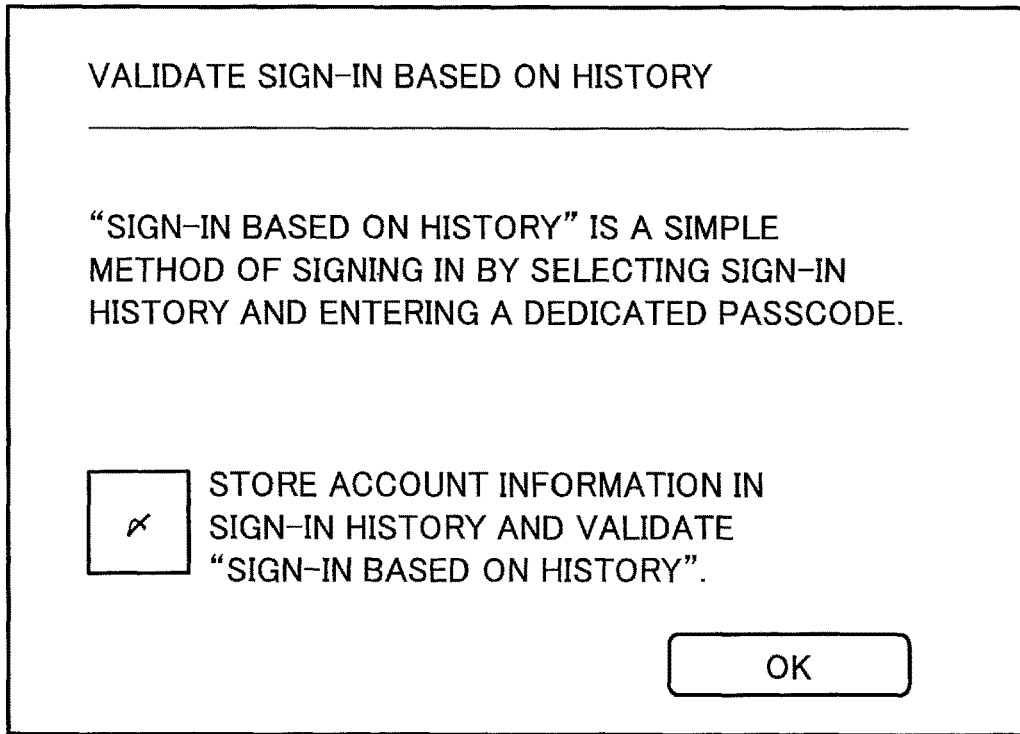 VALIDATE SIGN-IN BASED ON HISTORY
“SIGN-IN BASED ON HISTORY” IS A SIMPLE
METHOD OF SIGNING IN BY SELECTING SIGN-IN
HISTORY AND ENTERING A DEDICATED PASSCODE.
STORE ACCOUNT INFORMATION IN
SIGN-IN HISTORY AND VALIDATE
“SIGN-IN BASED ON HISTORY”.
OK